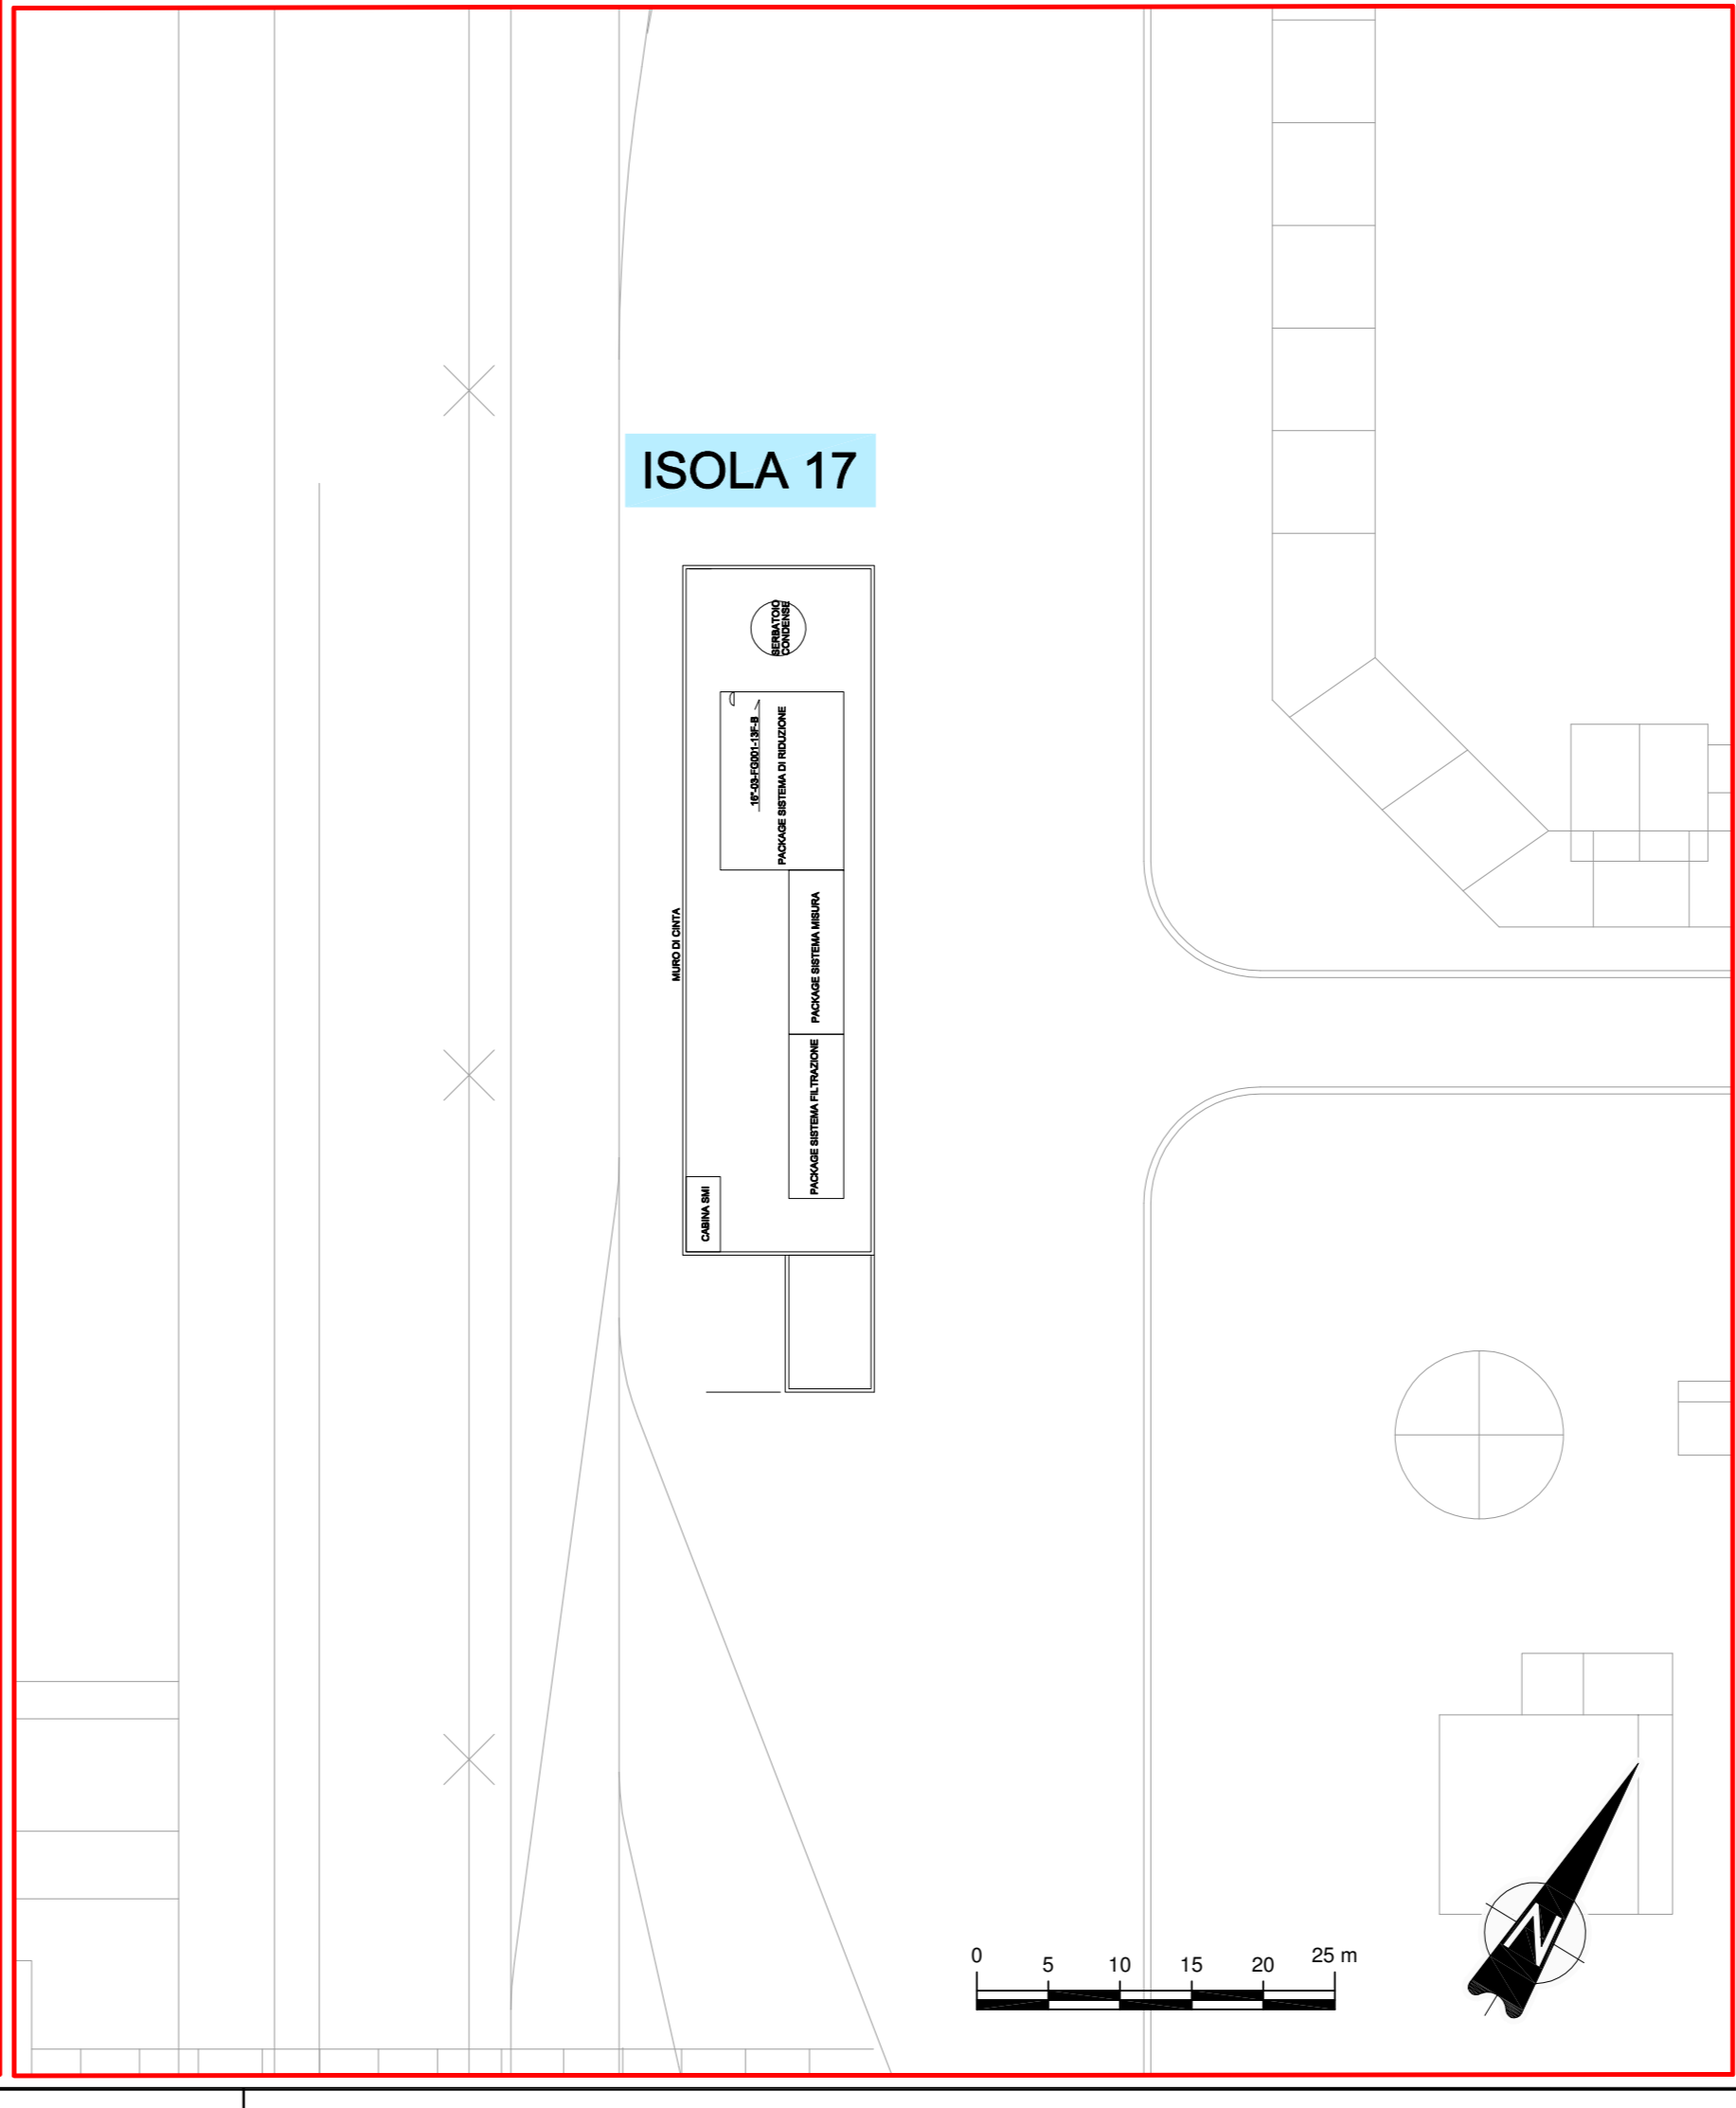 ISOLA 17
SERBATOIO
CONDENSE
16"-03-FG001-13F-B
PACKAGE SISTEMA DI RIDUZIONE
MURO DI CINTA
PACKAGE SISTEMA MISURA
PACKAGE SISTEMA FILTRAZIONE
CABINA SMI
0 5 10 15 20 25 m
N